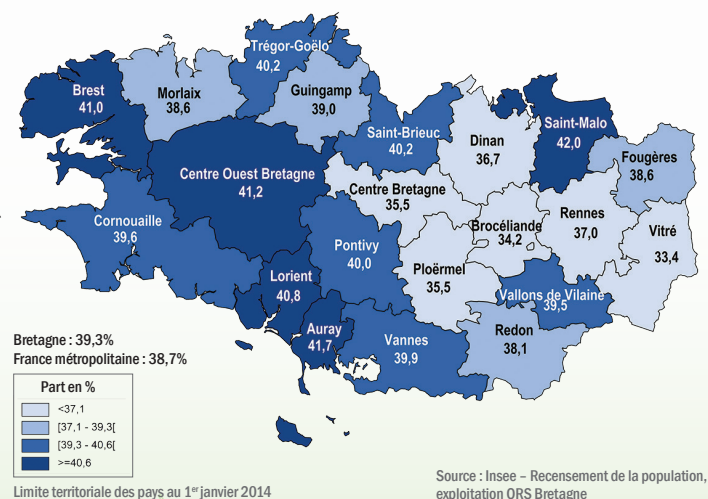 Trégor-Goëlo
40,2
Brest
41,0
Morlaix
38,6
Guingamp
39,0
Saint-Brieuc
40,2
Dinan
36,7
Saint-Malo
42,0
Fougères
38,6
Centre Ouest Bretagne
41,2
Centre Bretagne
35,5
Cornouaille
39,6
Pontivy
40,0
Brocéliande
34,2
Rennes
37,0
Vitré
33,4
Ploërmel
35,5
Lorient
40,8
Vallons de Vilaine
39,5
Auray
41,7
Vannes
39,9
Redon
38,1
Bretagne : 39,3%
France métropolitaine : 38,7%
Part en %
<37,1
[37,1 - 39,3[
[39,3 - 40,6[
>=40,6
Limite territoriale des pays au 1er janvier 2014
Source : Insee – Recensement de la population,
exploitation ORS Bretagne